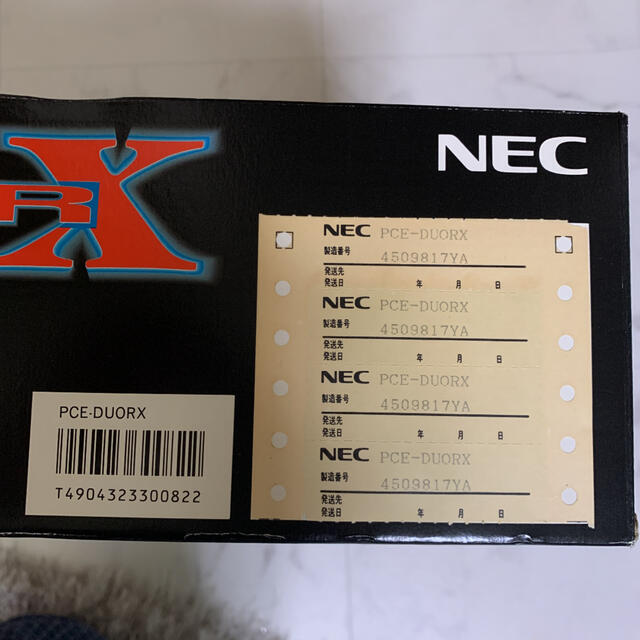 RX
NEC
NEC PCE-DUORX
製造番号 4509817YA
発送先
発送日 年 月 日
NEC PCE-DUORX
製造番号 4509817YA
発送先
発送日 年 月 日
NEC PCE-DUORX
製造番号 4509817YA
発送先
発送日 年 月 日
NEC PCE-DUORX
製造番号 4509817YA
発送先
発送日 年 月 日
PCE-DUORX
T4904323300822